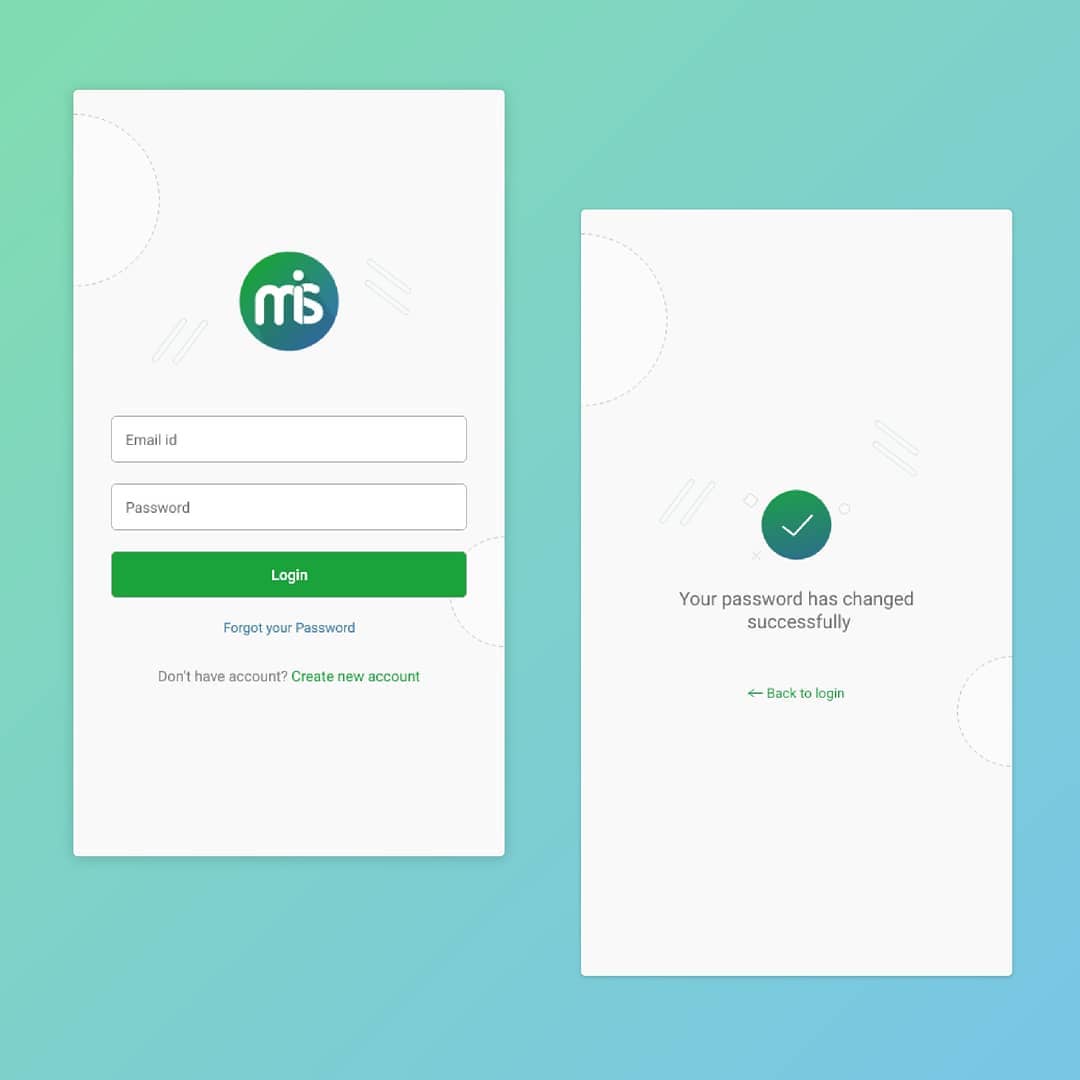 mis
Email id
Password
Login
Forgot your Password
Don't have account? Create new account
Your password has changed
successfully
← Back to login